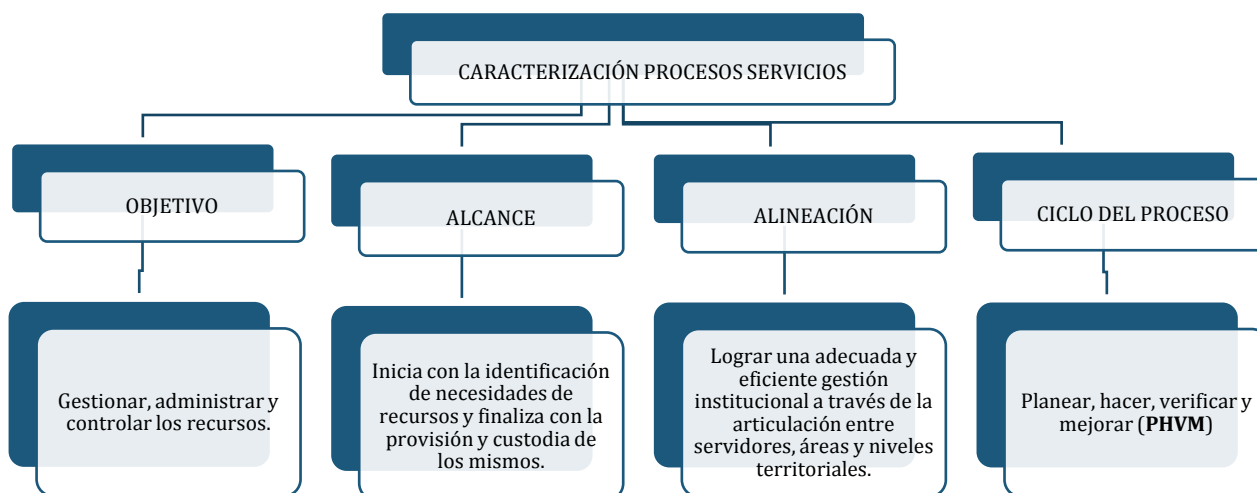 CARACTERIZACIÓN PROCESOS SERVICIOS
OBJETIVO
ALCANCE
ALINEACIÓN
CICLO DEL PROCESO
Gestionar, administrar y
controlar los recursos.
Inicia con la identificación
de necesidades de
recursos y finaliza con la
provisión y custodia de
los mismos.
Lograr una adecuada y
eficiente gestión
institucional a través de la
articulación entre
servidores, áreas y niveles
territoriales.
Planear, hacer, verificar y
mejorar (PHVM)